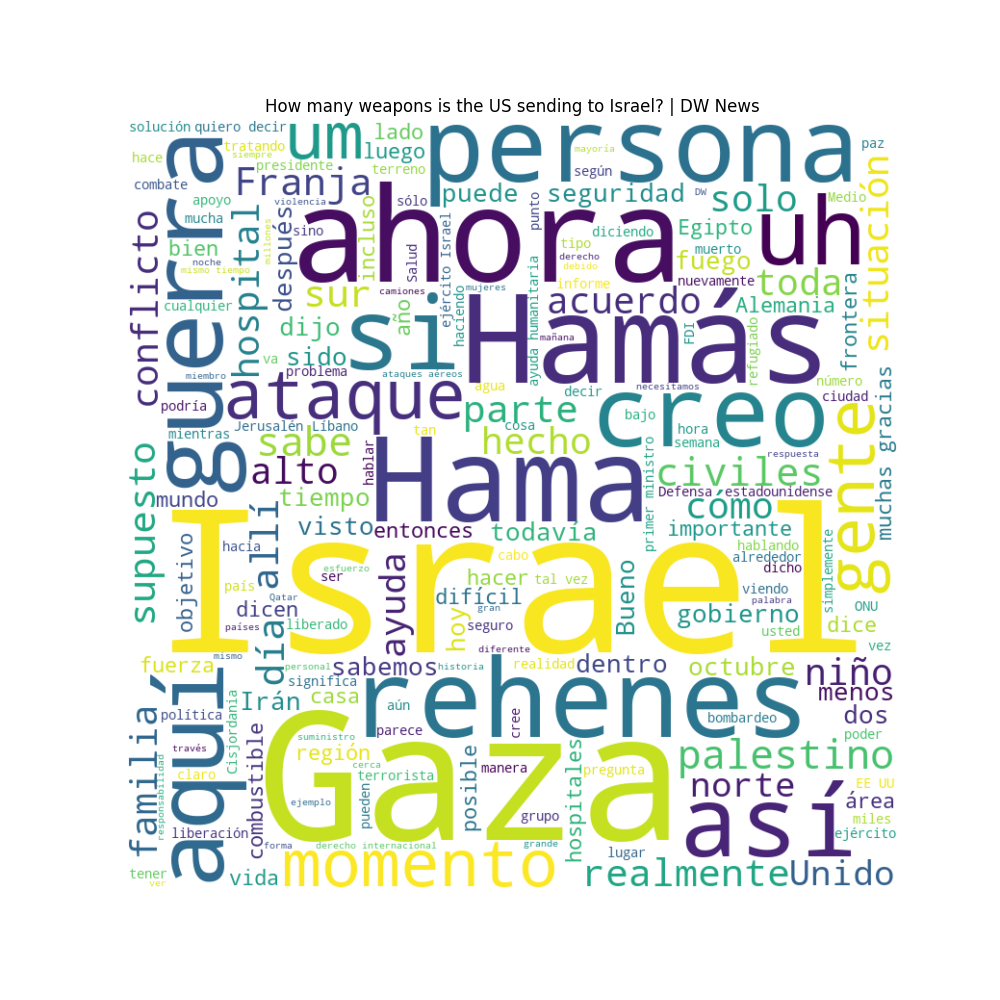 How many weapons is the US sending to Israel? | DW News
solución quiero decir
um
lado
persona
mayoría
paz
hace
guerra
tratando
siempre
luego
presidente
terreno
según
combate
Franja
puede
seguridad
DW
solo
Medio
situación
apoyo
violencia
sólo
ahora
punto
uh
mucha
hospital
millones
después
sino
incluso
Salud
ejército Israel
tipo
diciendo
Egipto
muerto
conflicto
bien
noche
mismo tiempo
derecho
debido
fuego
cualquier
sur
camiones
mujeres
informe
nuevamente
toda
frontera
año
haciendo
si
Hamás
ayuda humanitaria
acuerdo
Alemania
dijo
mañana
FDI
refugiado
va
sido
problema
miembro
ataques aéreos
agua
necesitamos
número
ciudad
podría
ataque
decir
creo
parte
bajo
gente
muchas gracias
mientras
Jerusalén Líbano
tan
cosa
hora
semana
supuesto
sabe
hablar
Hama
hecho
primer ministro
respuesta
alto
civiles
mundo
tiempo
Defensa estadounidense
cómo
objetivo
allí
visto
entonces
todavía
importante
hacia
Israel
cabo
hablando
alrededor
dicho
simplemente
esfuerzo
ser
ayuda
hacer
tal vez
país
Qatar
difícil
Bueno
viendo
palabra
ONU
dicen
gran
gobierno
países
día
liberado
hoy
seguro
usted
dice
diferente
vez
fuerza
mismo
aquí
personal
sabemos
historia
realidad
dentro
octubre
niño
significa
rehenes
menos
familia
Irán
casa
aún
política
Cisjordania
cree
bombardeo
dos
Gaza
parece
poder
través
suministro
región
posible
palestino
responsabilidad
claro
combustible
cerca
terrorista
manera
hospitales
pregunta
norte
EE UU
ejemplo
pueden
área
miles
grupo
así
liberación
ejército
forma
derecho internacional
grande
lugar
tener
ver
vida
momento
realmente
Unido